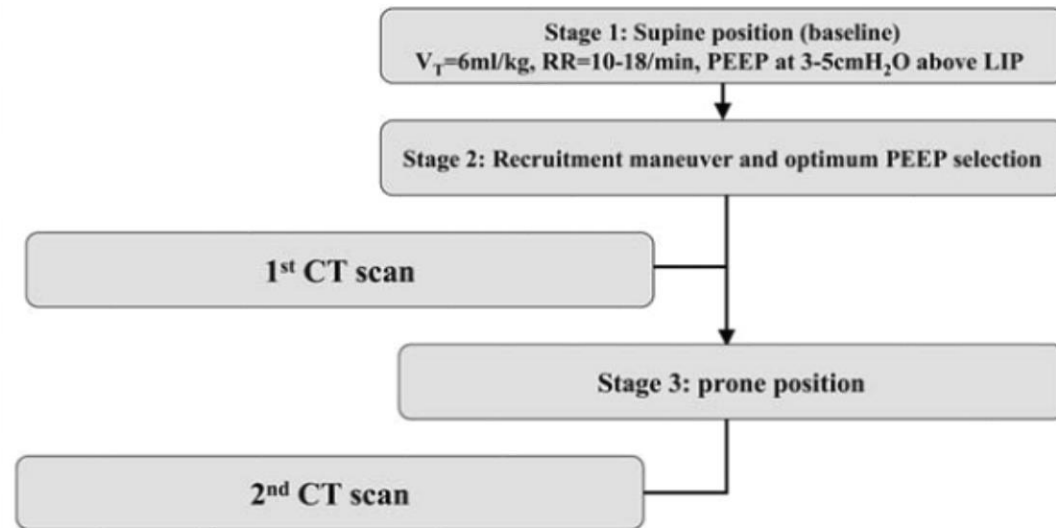 Stage 1: Supine position (baseline)
V_T=6ml/kg, RR=10-18/min, PEEP at 3-5cmH₂O above LIP
Stage 2: Recruitment maneuver and optimum PEEP selection
1ˢᵗ CT scan
Stage 3: prone position
2ⁿᵈ CT scan